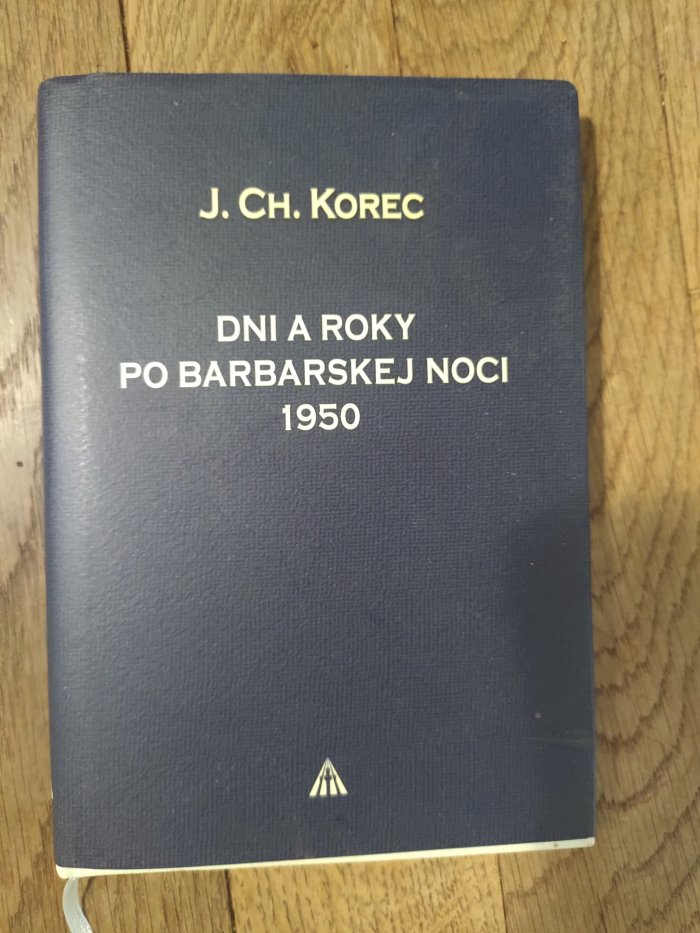 J. CH. KOREC
DNI A ROKY
PO BARBARSKEJ NOCI
1950